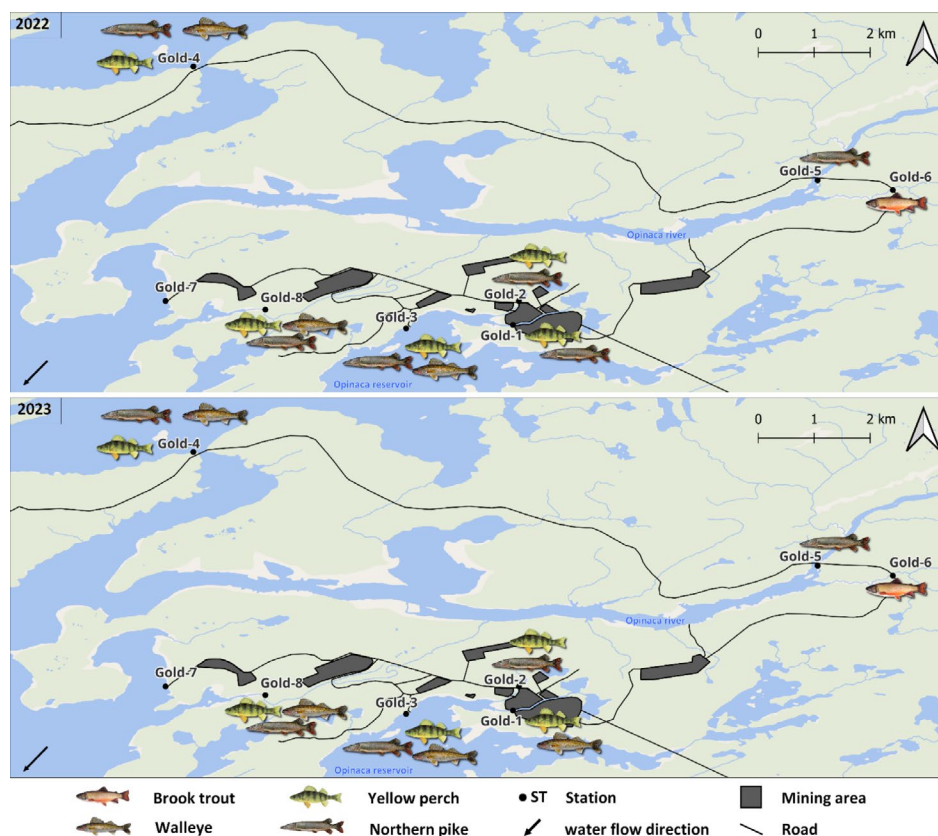 2022
0 1 2 km
Gold-4
Gold-5
Gold-6
Opinaca river
Gold-7
Gold-8
Gold-2
Gold-3
Gold-1
Opinaca reservoir
2023
0 1 2 km
Gold-4
Gold-5
Gold-6
Opinaca river
Gold-7
Gold-8
Gold-2
Gold-3
Gold-1
Opinaca reservoir
Brook trout Yellow perch ST Station Mining area
Walleye Northern pike water flow direction Road